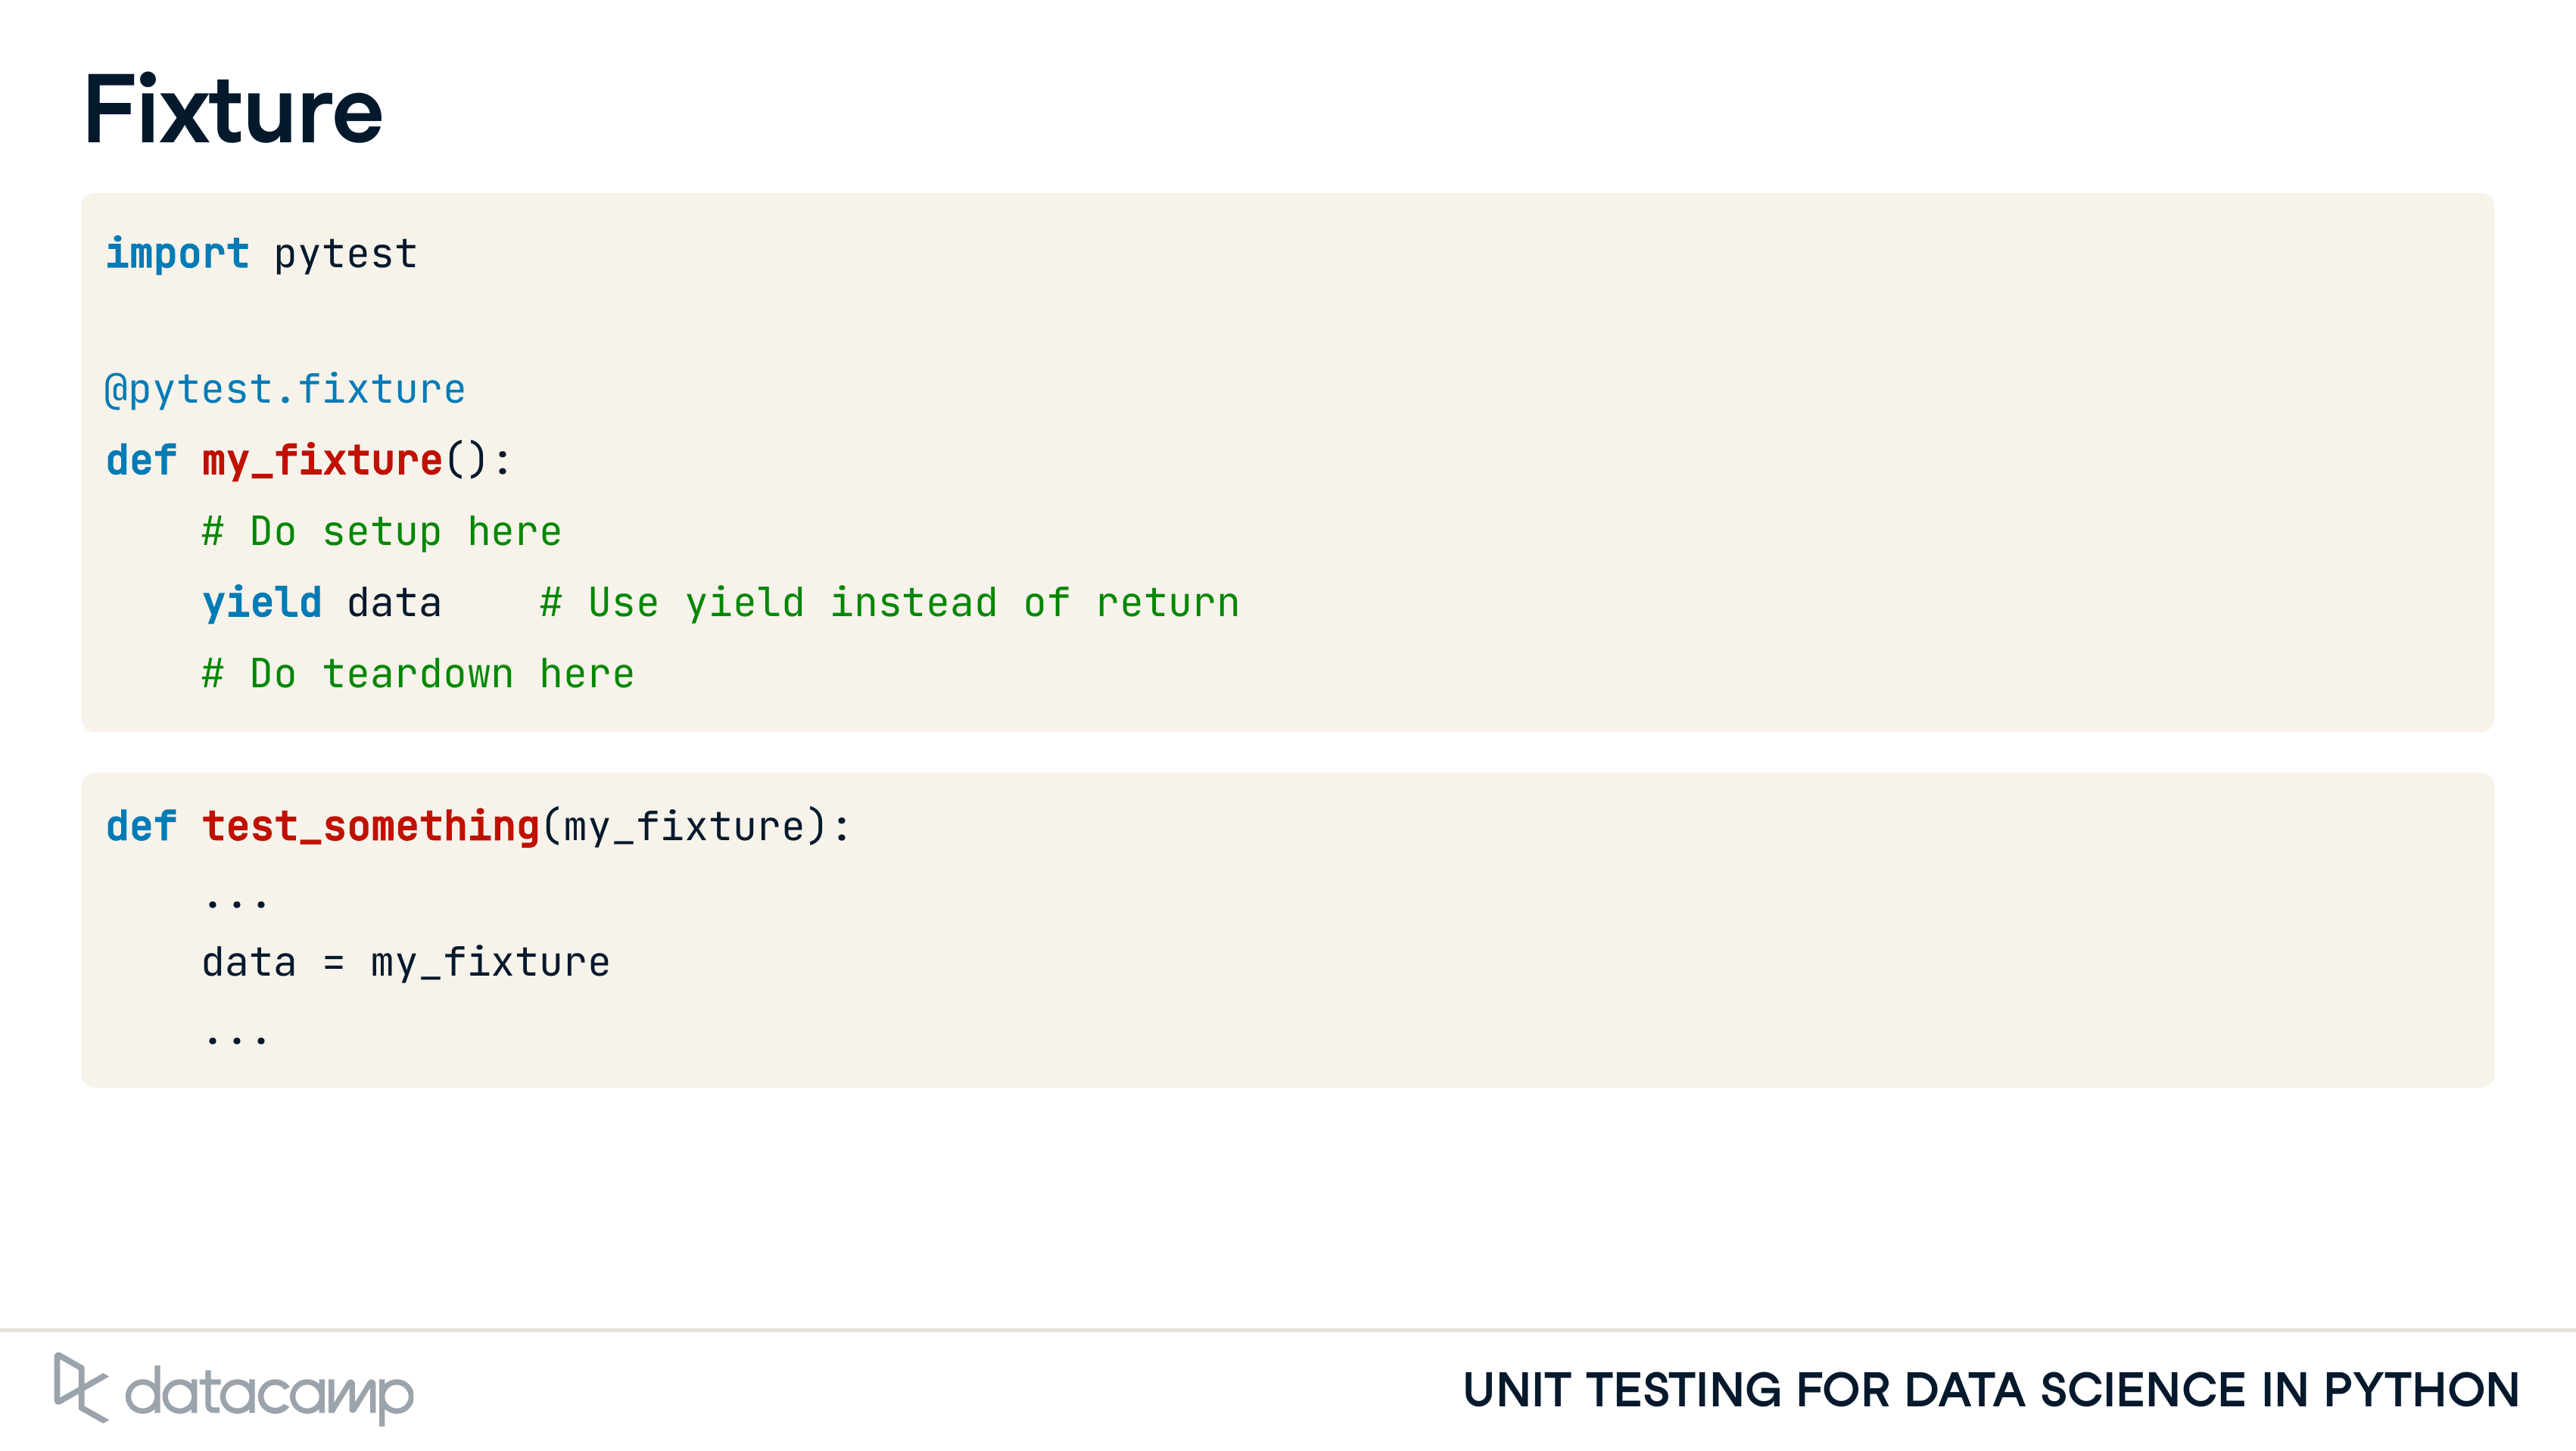 Fixture
import pytest
@pytest.fixture
def my_fixture():
    # Do setup here
    yield data    # Use yield instead of return
    # Do teardown here
def test_something(my_fixture):
    ...
    data = my_fixture
    ...
datacamp
UNIT TESTING FOR DATA SCIENCE IN PYTHON